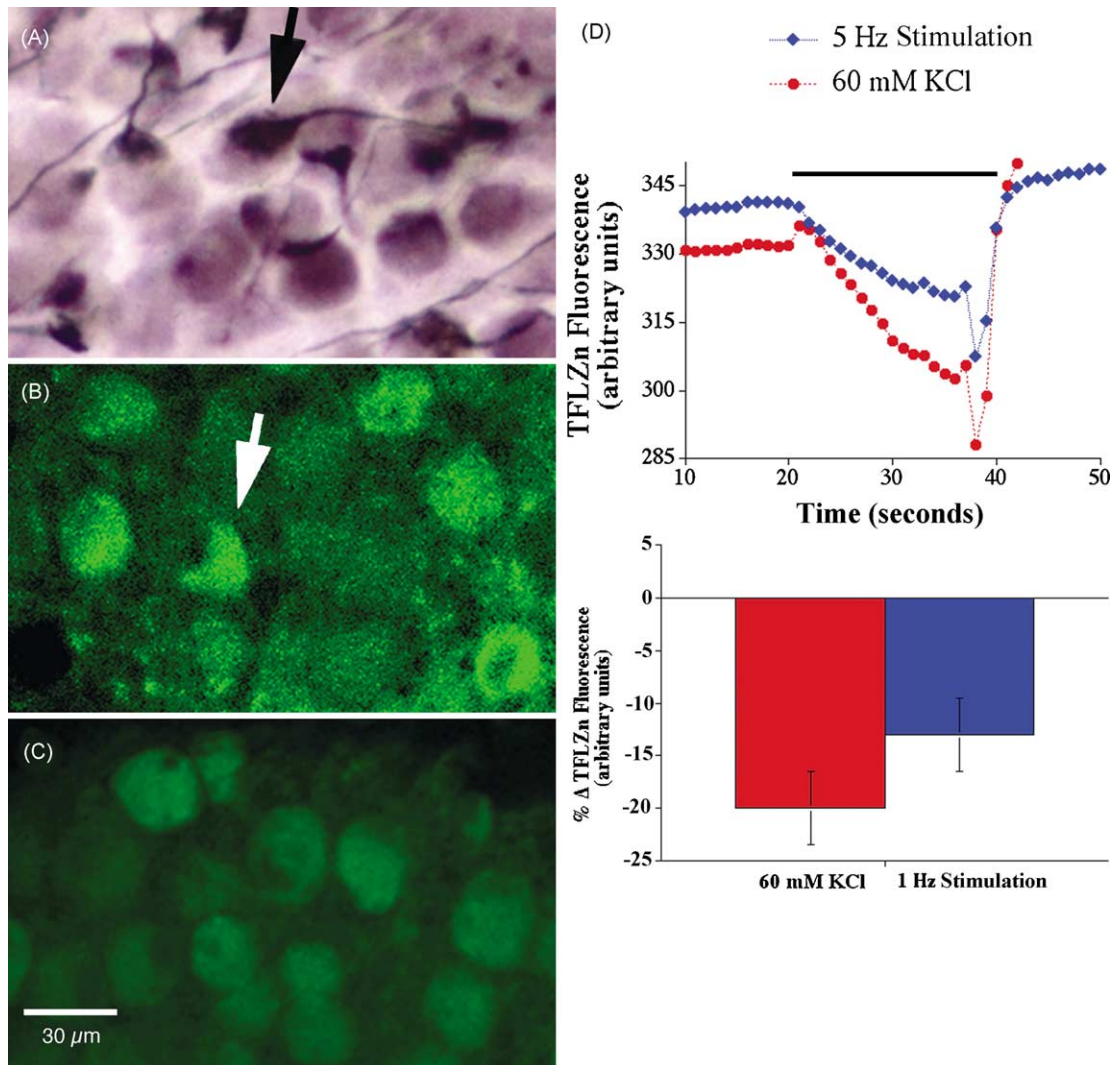 (A)
(B)
(C)
30 µm
(D)
5 Hz Stimulation
60 mM KCl
TFLZn Fluorescence
(arbitrary units)
345
330
315
300
285
10
20
30
40
50
Time (seconds)
% Δ TFLZn Fluorescence
(arbitrary units)
5
0
-5
-10
-15
-20
-25
60 mM KCl
1 Hz Stimulation